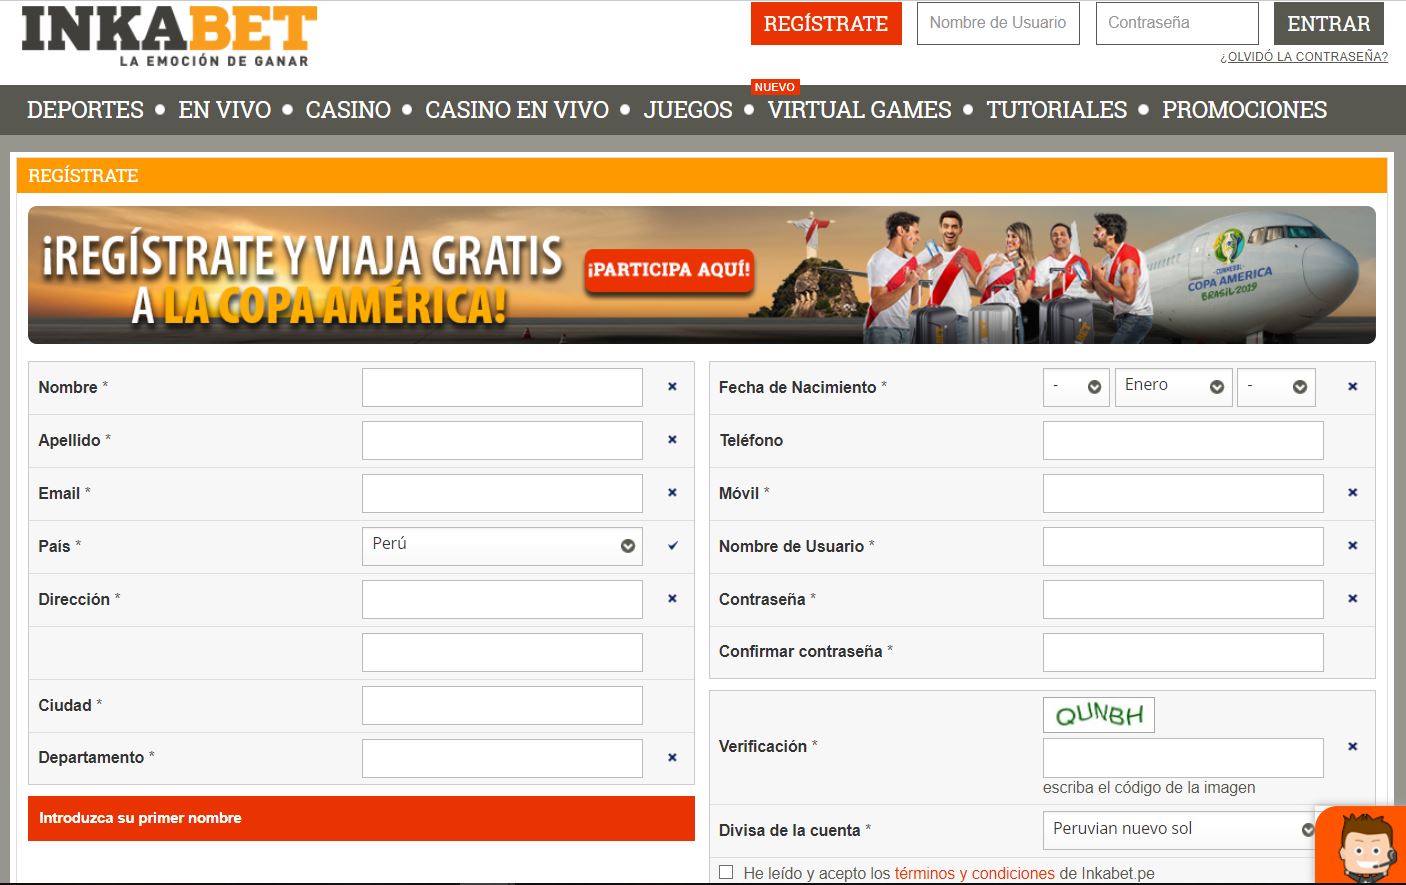 INKABET
LA EMOCIÓN DE GANAR
REGÍSTRATE
Nombre de Usuario
Contraseña
ENTRAR
¿OLVIDÓ LA CONTRASEÑA?
NUEVO
DEPORTES • EN VIVO • CASINO • CASINO EN VIVO • JUEGOS • VIRTUAL GAMES • TUTORIALES • PROMOCIONES
REGÍSTRATE
¡REGÍSTRATE Y VIAJA GRATIS
A LA COPA AMÉRICA!
¡PARTICIPA AQUÍ!
CONMEBOL
COPA AMERICA
BRASIL 2019
BET
Nombre *
Apellido *
Email *
País *
Perú
Dirección *
Ciudad *
Departamento *
Introduzca su primer nombre
Fecha de Nacimiento *
-
Enero
-
Teléfono
Móvil *
Nombre de Usuario *
Contraseña *
Confirmar contraseña *
Verificación *
QUNBH
escriba el código de la imagen
Divisa de la cuenta *
Peruvian nuevo sol
He leído y acepto los términos y condiciones de Inkabet.pe